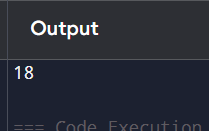 Output
18
=== Code Execution